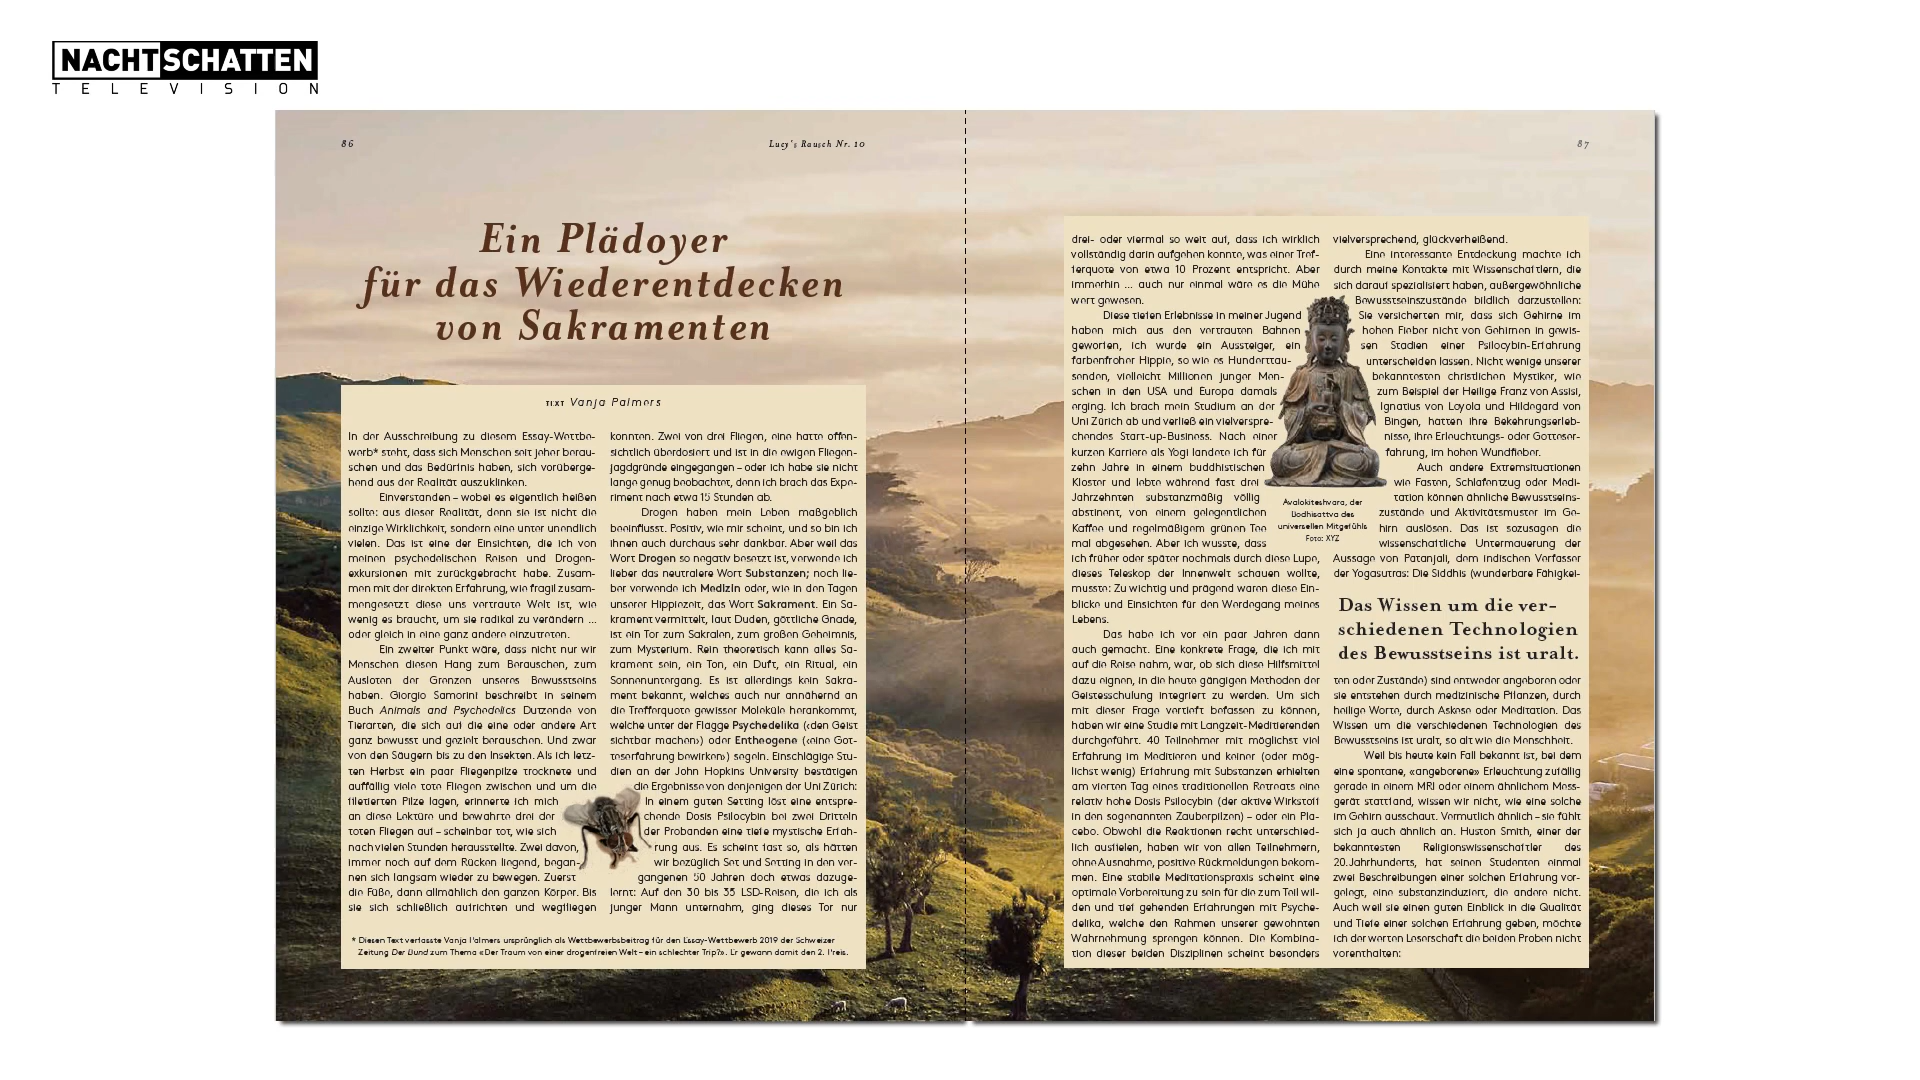 NACHTSCHATTEN
TELEVISION
86
Lucy's Rausch Nr. 10
Ein Plädoyer
für das Wiederentdecken
von Sakramenten
TEXT Vanja Palmers
In der Ausschreibung zu diesem Essay-Wettbe-
werb* steht, dass sich Menschen seit jeher berau-
schen und das Bedürfnis haben, sich vorüberge-
hend aus der Realität auszuklinken.
Einverstanden – wobei es eigentlich heißen
sollte: aus dieser Realität, denn sie ist nicht die
einzige Wirklichkeit, sondern eine unter unendlich
vielen. Das ist eine der Einsichten, die ich von
meinen psychedelischen Reisen und Drogen-
exkursionen mit zurückgebracht habe. Zusam-
men mit der direkten Erfahrung, wie fragil zusam-
mengesetzt diese uns vertraute Welt ist, wie
wenig es braucht, um sie radikal zu verändern ...
oder gleich in eine ganz andere einzutreten.
Ein zweiter Punkt wäre, dass nicht nur wir
Menschen diesen Hang zum Berauschen, zum
Ausloten der Grenzen unseres Bewusstseins
haben. Giorgio Samorini beschreibt in seinem
Buch Animals and Psychedelics Dutzende von
Tierarten, die sich auf die eine oder andere Art
ganz bewusst und gezielt berauschen. Und zwar
von den Säugern bis zu den Insekten. Als ich letz-
ten Herbst ein paar Fliegenpilze trocknete und
auffällig viele tote Fliegen zwischen und um die
filetierten Pilze lagen, erinnerte ich mich
an diese Lektüre und bewahrte drei der
toten Fliegen auf – scheinbar tot, wie sich
nach vielen Stunden herausstellte. Zwei davon,
immer noch auf dem Rücken liegend, began-
nen sich langsam wieder zu bewegen. Zuerst
die Füße, dann allmählich den ganzen Körper. Bis
sie sich schließlich aufrichten und wegfliegen
konnten. Zwei von drei Fliegen, eine hatte offen-
sichtlich überdosiert und ist in die ewigen Fliegen-
jagdgründe eingegangen – oder ich habe sie nicht
lange genug beobachtet, denn ich brach das Expe-
riment nach etwa 15 Stunden ab.
Drogen haben mein Leben maßgeblich
beeinflusst. Positiv, wie mir scheint, und so bin ich
ihnen auch durchaus sehr dankbar. Aber weil das
Wort Drogen so negativ besetzt ist, verwende ich
lieber das neutralere Wort Substanzen; noch lie-
ber verwende ich Medizin oder, wie in den Tagen
unserer Hippiezeit, das Wort Sakrament. Ein Sa-
krament vermittelt, laut Duden, göttliche Gnade,
ist ein Tor zum Sakralen, zum großen Geheimnis,
zum Mysterium. Rein theoretisch kann alles Sa-
krament sein, ein Ton, ein Duft, ein Ritual, ein
Sonnenuntergang. Es ist allerdings kein Sakra-
ment bekannt, welches auch nur annähernd an
die Trefferquote gewisser Moleküle herankommt,
welche unter der Flagge Psychedelika («den Geist
sichtbar machen») oder Entheogene («eine Got-
teserfahrung bewirken») segeln. Einschlägige Stu-
dien an der John Hopkins University bestätigen
die Ergebnisse von denjenigen der Uni Zürich:
In einem guten Setting löst eine entspre-
chende Dosis Psilocybin bei zwei Dritteln
der Probanden eine tiefe mystische Erfah-
rung aus. Es scheint fast so, als hätten
wir bezüglich Set und Setting in den ver-
gangenen 50 Jahren doch etwas dazuge-
lernt: Auf den 30 bis 35 LSD-Reisen, die ich als
junger Mann unternahm, ging dieses Tor nur
* Diesen Text verfasste Vanja Palmers ursprünglich als Wettbewerbsbeitrag für den Essay-Wettbewerb 2019 der Schweizer
Zeitung Der Bund zum Thema «Der Traum von einer drogenfreien Welt – ein schlechter Trip?». Er gewann damit den 2. Preis.
87
drei- oder viermal so weit auf, dass ich wirklich
vollständig darin aufgehen konnte, was einer Tref-
ferquote von etwa 10 Prozent entspricht. Aber
immerhin ... auch nur einmal wäre es die Mühe
wert gewesen.
Diese tiefen Erlebnisse in meiner Jugend
haben mich aus den vertrauten Bahnen
geworfen, ich wurde ein Aussteiger, ein
farbenfroher Hippie, so wie es Hunderttau-
senden, vielleicht Millionen junger Men-
schen in den USA und Europa damals
erging. Ich brach mein Studium an der
Uni Zürich ab und verließ ein vielverspre-
chendes Start-up-Business. Nach einer
kurzen Karriere als Yogi landete ich für
zehn Jahre in einem buddhistischen
Kloster und lebte während fast drei
Jahrzehnten substanzmäßig völlig
abstinent, von einem gelegentlichen
Kaffee und regelmäßigem grünen Tee
mal abgesehen. Aber ich wusste, dass
ich früher oder später nochmals durch diese Lupe,
dieses Teleskop der Innenwelt schauen wollte,
musste: Zu wichtig und prägend waren diese Ein-
blicke und Einsichten für den Werdegang meines
Lebens.
Das habe ich vor ein paar Jahren dann
auch gemacht. Eine konkrete Frage, die ich mit
auf die Reise nahm, war, ob sich diese Hilfsmittel
dazu eignen, in die heute gängigen Methoden der
Geistesschulung integriert zu werden. Um sich
mit dieser Frage vertieft befassen zu können,
haben wir eine Studie mit Langzeit-Meditierenden
durchgeführt. 40 Teilnehmer mit möglichst viel
Erfahrung im Meditieren und keiner (oder mög-
lichst wenig) Erfahrung mit Substanzen erhielten
am vierten Tag eines traditionellen Retreats eine
relativ hohe Dosis Psilocybin (der aktive Wirkstoff
in den sogenannten Zauberpilzen) – oder ein Pla-
cebo. Obwohl die Reaktionen recht unterschied-
lich ausfielen, haben wir von allen Teilnehmern,
ohne Ausnahme, positive Rückmeldungen bekom-
men. Eine stabile Meditationspraxis scheint eine
optimale Vorbereitung zu sein für die zum Teil wil-
den und tief gehenden Erfahrungen mit Psyche-
delika, welche den Rahmen unserer gewohnten
Wahrnehmung sprengen können. Die Kombina-
tion dieser beiden Disziplinen scheint besonders
Avalokiteshvara, der
Bodhisattva des
universellen Mitgefühls
Foto: XYZ
vielversprechend, glückverheißend.
Eine interessante Entdeckung machte ich
durch meine Kontakte mit Wissenschaftlern, die
sich darauf spezialisiert haben, außergewöhnliche
Bewusstseinszustände bildlich darzustellen:
Sie versicherten mir, dass sich Gehirne im
hohen Fieber nicht von Gehirnen in gewis-
sen Stadien einer Psilocybin-Erfahrung
unterscheiden lassen. Nicht wenige unserer
bekanntesten christlichen Mystiker, wie
zum Beispiel der Heilige Franz von Assisi,
Ignatius von Loyola und Hildegard von
Bingen, hatten ihre Bekehrungserleb-
nisse, ihre Erleuchtungs- oder Gotteser-
fahrung, im hohen Wundfieber.
Auch andere Extremsituationen
wie Fasten, Schlafentzug oder Medi-
tation können ähnliche Bewusstseins-
zustände und Aktivitätsmuster im Ge-
hirn auslösen. Das ist sozusagen die
wissenschaftliche Untermauerung der
Aussage von Patanjali, dem indischen Verfasser
der Yogasutras: Die Siddhis (wunderbare Fähigkei-
Das Wissen um die ver-
schiedenen Technologien
des Bewusstseins ist uralt.
ten oder Zustände) sind entweder angeboren oder
sie entstehen durch medizinische Pflanzen, durch
heilige Worte, durch Askese oder Meditation. Das
Wissen um die verschiedenen Technologien des
Bewusstseins ist uralt, so alt wie die Menschheit.
Weil bis heute kein Fall bekannt ist, bei dem
eine spontane, «angeborene» Erleuchtung zufällig
gerade in einem MRI oder einem ähnlichem Mess-
gerät stattfand, wissen wir nicht, wie eine solche
im Gehirn ausschaut. Vermutlich ähnlich – sie fühlt
sich ja auch ähnlich an. Huston Smith, einer der
bekanntesten Religionswissenschaftler des
20.Jahrhunderts, hat seinen Studenten einmal
zwei Beschreibungen einer solchen Erfahrung vor-
gelegt, eine substanzinduziert, die andere nicht.
Auch weil sie einen guten Einblick in die Qualität
und Tiefe einer solchen Erfahrung geben, möchte
ich der werten Leserschaft die beiden Proben nicht
vorenthalten: